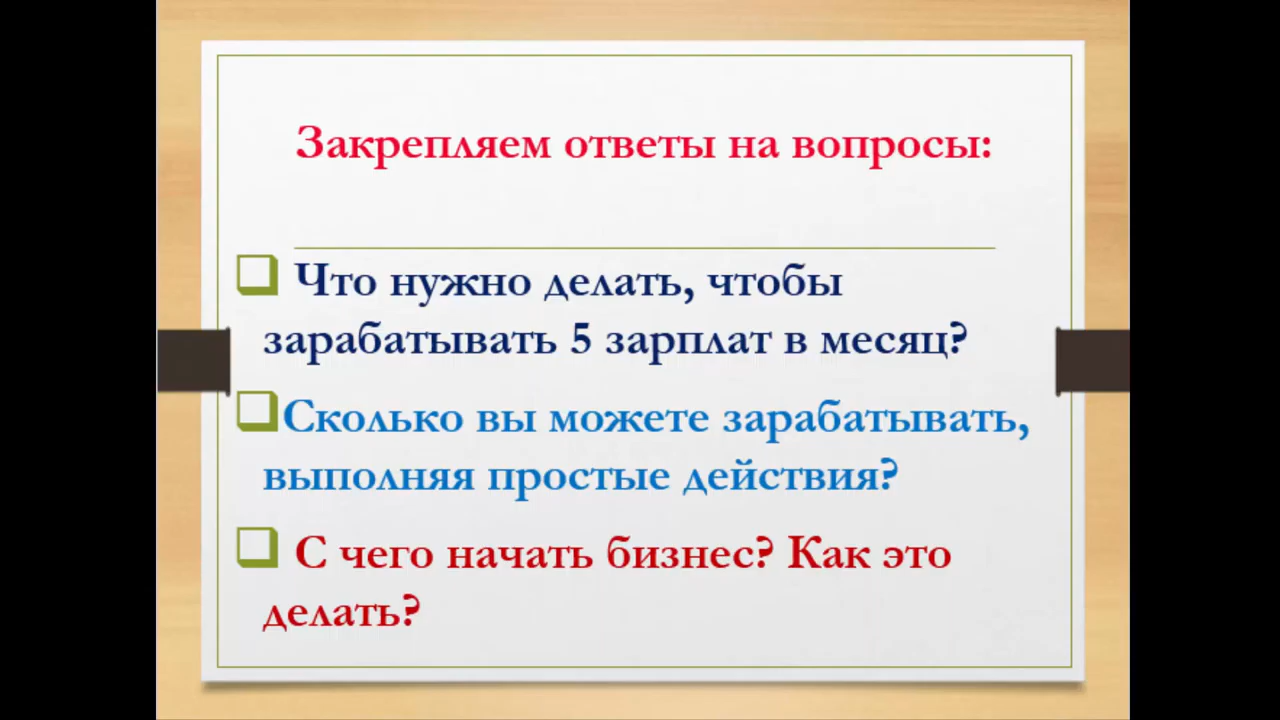 Закрепляем ответы на вопросы:
Что нужно делать, чтобы
зарабатывать 5 зарплат в месяц?
Сколько вы можете зарабатывать,
выполняя простые действия?
С чего начать бизнес? Как это
делать?